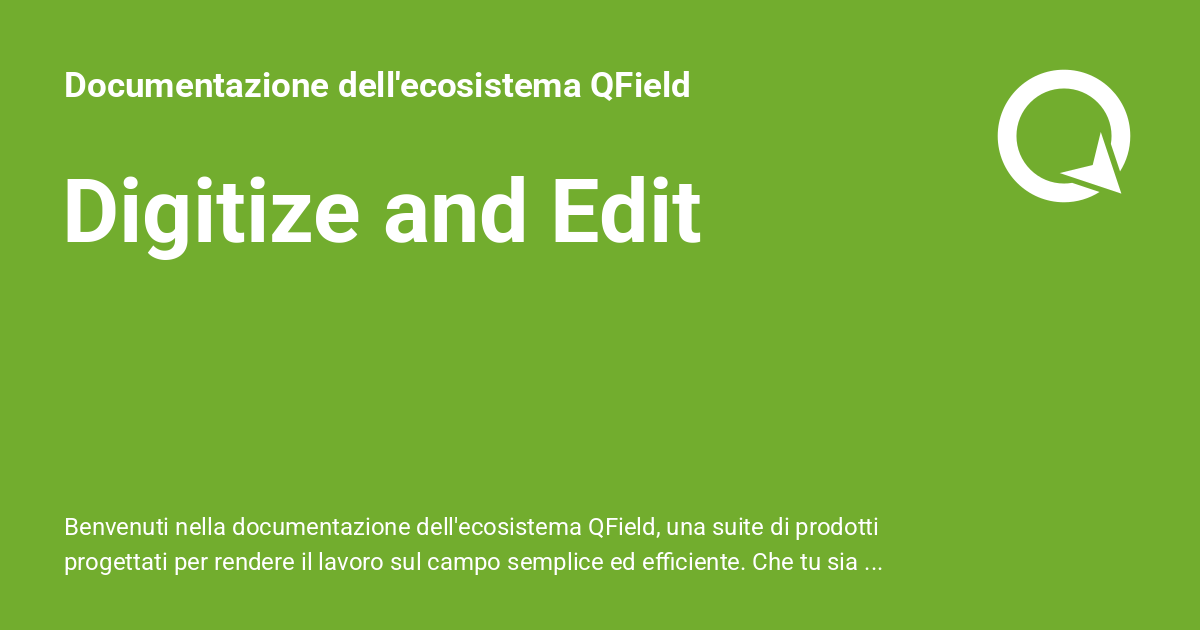 Documentazione dell'ecosistema QField
Digitize and Edit
Benvenuti nella documentazione dell'ecosistema QField, una suite di prodotti
progettati per rendere il lavoro sul campo semplice ed efficiente. Che tu sia ...